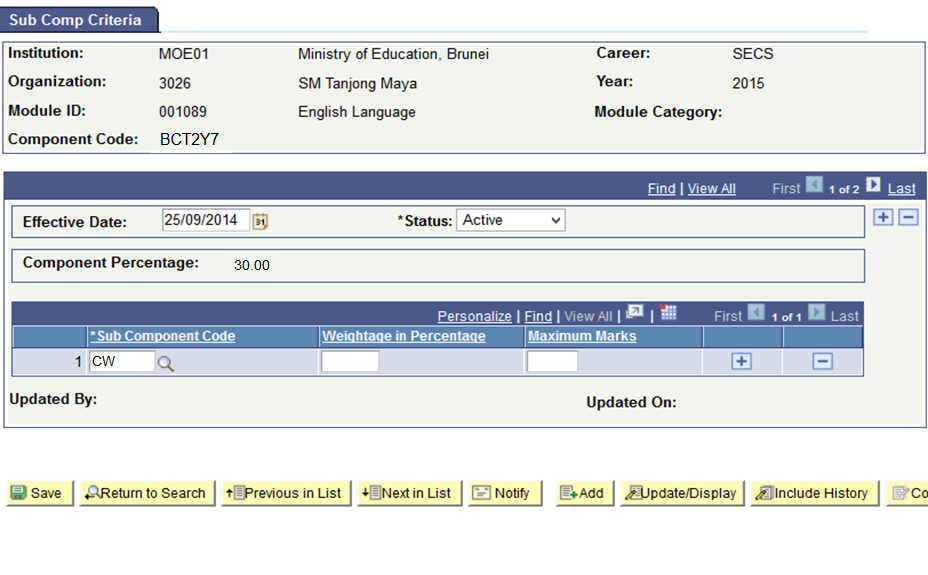 Sub Comp Criteria
Institution: MOE01 Ministry of Education, Brunei Career: SECS
Organization: 3026 SM Tanjong Maya Year: 2015
Module ID: 001089 English Language Module Category:
Component Code: BCT2Y7
Find | View All First 1 of 2 Last
Effective Date: 25/09/2014 31 *Status: Active
Component Percentage: 30.00
Personalize | Find | View All | | First 1 of 1 Last
*Sub Component Code Weightage in Percentage Maximum Marks
1 CW
Updated By: Updated On:
Save Return to Search Previous in List Next in List Notify Add Update/Display Include History Co